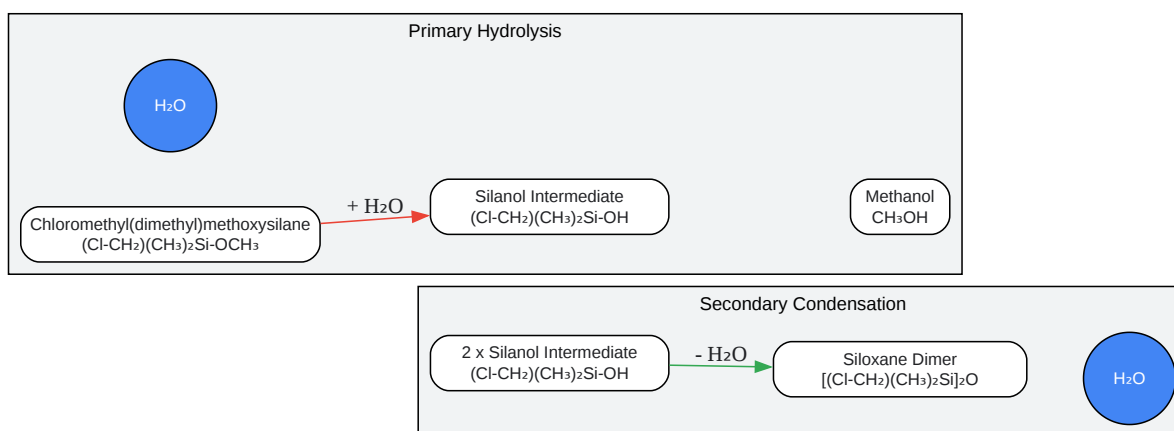 Primary Hydrolysis
H₂O
Chloromethyl(dimethyl)methoxysilane
(Cl-CH₂)(CH₃)₂Si-OCH₃
+ H₂O
Silanol Intermediate
(Cl-CH₂)(CH₃)₂Si-OH
Methanol
CH₃OH
Secondary Condensation
2 x Silanol Intermediate
(Cl-CH₂)(CH₃)₂Si-OH
- H₂O
Siloxane Dimer
[(Cl-CH₂)(CH₃)₂Si]₂O
H₂O